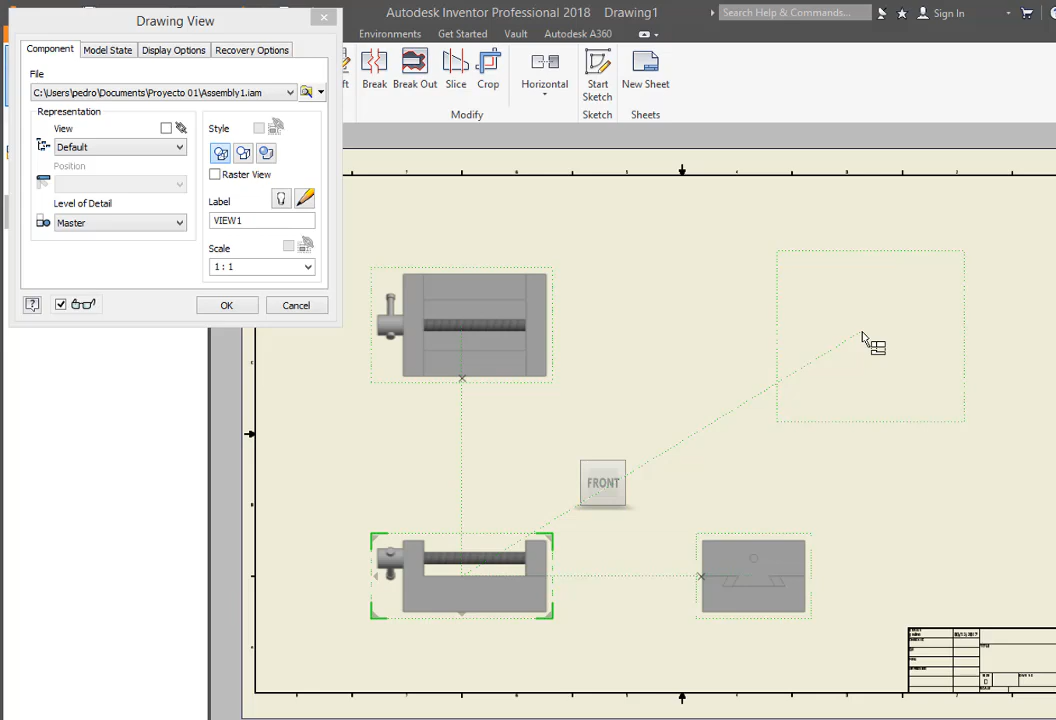 Drawing View
Autodesk Inventor Professional 2018 Drawing1
Search Help & Commands...
Sign In
Environments Get Started Vault Autodesk A360
Component Model State Display Options Recovery Options
File
C:\Users\pedro\Documents\Proyecto 01\Assembly1.iam
Representation
View
Default
Position
Level of Detail
Master
Style
Raster View
Label
VIEW1
Scale
1 : 1
OK Cancel
ft Break Break Out Slice Crop Horizontal Start Sketch New Sheet
Modify Sketch Sheets
FRONT